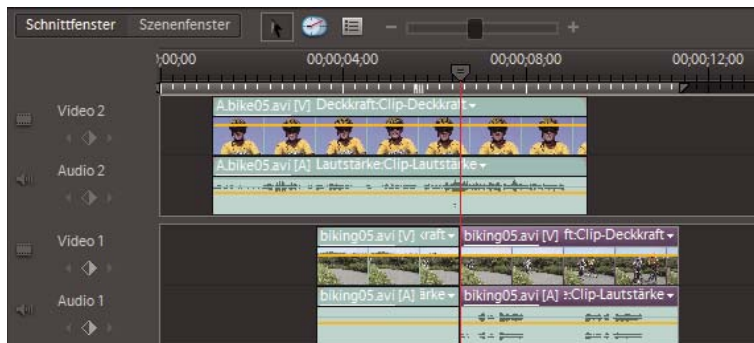 Schnittfenster Szenenfenster
;00;00 00;00;04;00 00;00;08;00 00;00;12;00
Video 2
A.bike05.avi [V] Deckkraft:Clip-Deckkraft
Audio 2
A.bike05.avi [A] Lautstärke:Clip-Lautstärke
Video 1
biking05.avi [V] kraft biking05.avi [V] ft:Clip-Deckkraft
Audio 1
biking05.avi [A] ärke biking05.avi [A] e:Clip-Lautstärke